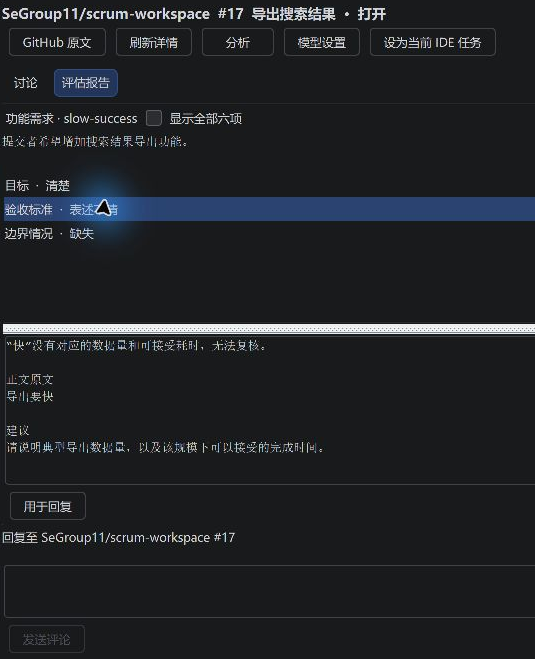 SeGroup11/scrum-workspace #17 导出搜索结果 · 打开
GitHub 原文 刷新详情 分析 模型设置 设为当前 IDE 任务
讨论 评估报告
功能需求 · slow-success 显示全部六项
提交者希望增加搜索结果导出功能。
目标 · 清楚
验收标准 · 表述
边界情况 · 缺失
“快”没有对应的数据量和可接受耗时，无法复核。
正文原文
导出要快
建议
请说明典型导出数据量，以及该规模下可以接受的完成时间。
用于回复
回复至 SeGroup11/scrum-workspace #17
发送评论